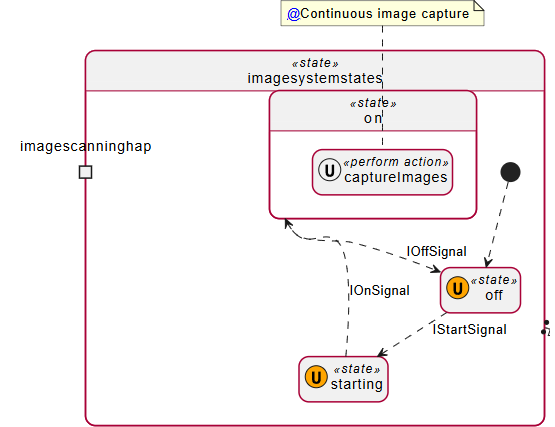 @Continuous image capture
«state»
imagesystemstates
«state»
on
imagescanninghap
U
«perform action»
captureImages
IOffSignal
U
«state»
off
IOnSignal
IStartSignal
U
«state»
starting